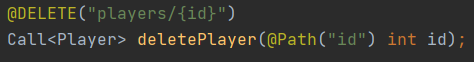 @DELETE("players/{id}")
Call<Player> deletePlayer(@Path("id") int id);